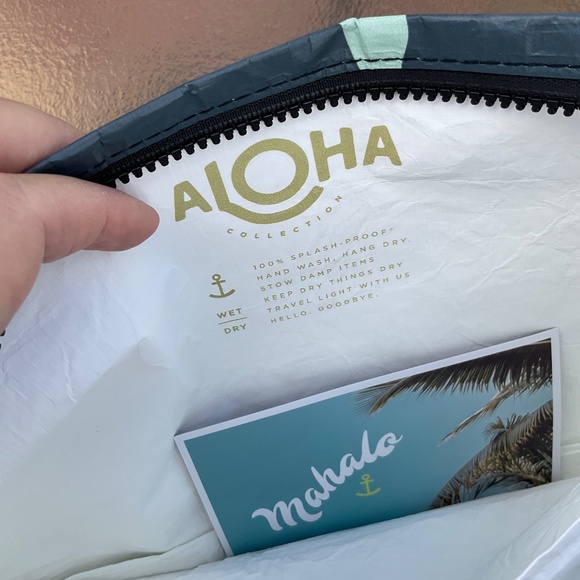 ALOHA
COLLECTION
100% SPLASH-PROOF™
HAND WASH. HANG DRY.
STOW DAMP ITEMS
KEEP DRY THINGS DRY
TRAVEL LIGHT WITH US
HELLO. GOODBYE.
WET
DRY
Mahalo